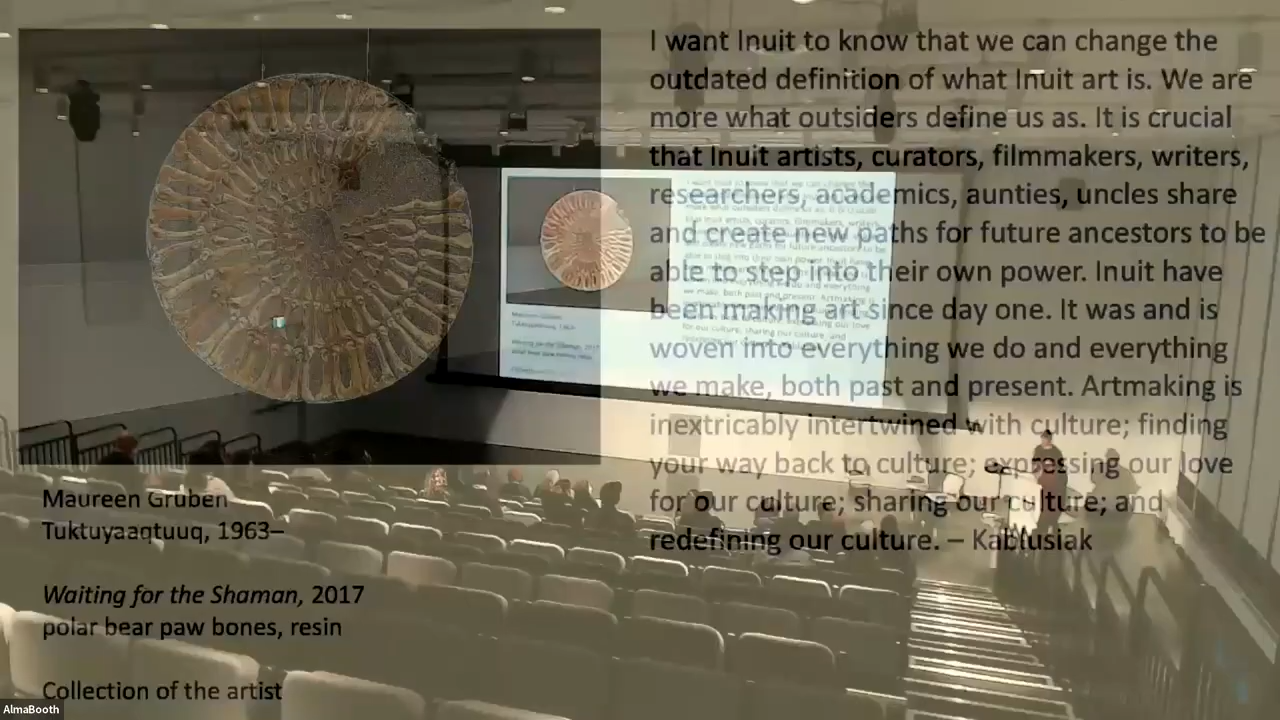 I want Inuit to know that we can change the
outdated definition of what Inuit art is. We are
more what outsiders define us as. It is crucial
that Inuit artists, curators, filmmakers, writers,
researchers, academics, aunties, uncles share
and create new paths for future ancestors to be
able to step into their own power. Inuit have
been making art since day one. It was and is
woven into everything we do and everything
we make, both past and present. Artmaking is
inextricably intertwined with culture; finding
your way back to culture; expressing our love
for our culture; sharing our culture; and
redefining our culture. – Kablusiak
Maureen Gruben
Tuktuyaaqtuuq, 1963–
Waiting for the Shaman, 2017
polar bear paw bones, resin
Collection of the artist
AlmaBooth